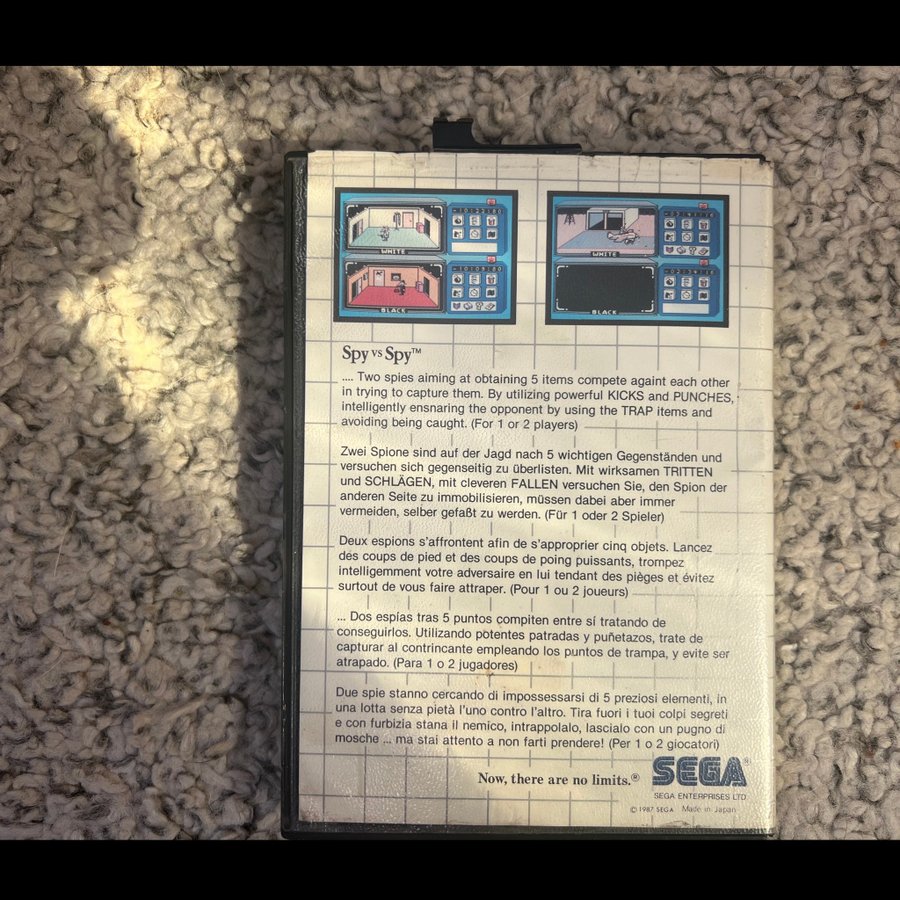 WHITE
BLACK
WHITE
BLACK
Spy vs Spy™
.... Two spies aiming at obtaining 5 items compete againt each other
in trying to capture them. By utilizing powerful KICKS and PUNCHES,
intelligently ensnaring the opponent by using the TRAP items and
avoiding being caught. (For 1 or 2 players)
Zwei Spione sind auf der Jagd nach 5 wichtigen Gegenständen und
versuchen sich gegenseitig zu überlisten. Mit wirksamen TRITTEN
und SCHLÄGEN, mit cleveren FALLEN versuchen Sie, den Spion der
anderen Seite zu immobilisieren, müssen dabei aber immer
vermeiden, selber gefaßt zu werden. (Für 1 oder 2 Spieler)
Deux espions s'affrontent afin de s'approprier cinq objets. Lancez
des coups de pied et des coups de poing puissants, trompez
intelligemment votre adversaire en lui tendant des pièges et évitez
surtout de vous faire attraper. (Pour 1 ou 2 joueurs)
... Dos espías tras 5 puntos compiten entre sí tratando de
conseguirlos. Utilizando potentes patradas y puñetazos, trate de
capturar al contrincante empleando los puntos de trampa, y evite ser
atrapado. (Para 1 o 2 jugadores)
Due spie stanno cercando di impossessarsi di 5 preziosi elementi, in
una lotta senza pietà l'uno contro l'altro. Tira fuori i tuoi colpi segreti
e con furbizia stana il nemico, intrappolalo, lascialo con un pugno di
mosche ... ma stai attento a non farti prendere! (Per 1 o 2 giocatori)
Now, there are no limits.®
SEGA®
SEGA ENTERPRISES LTD.
© 1987 SEGA Made in Japan